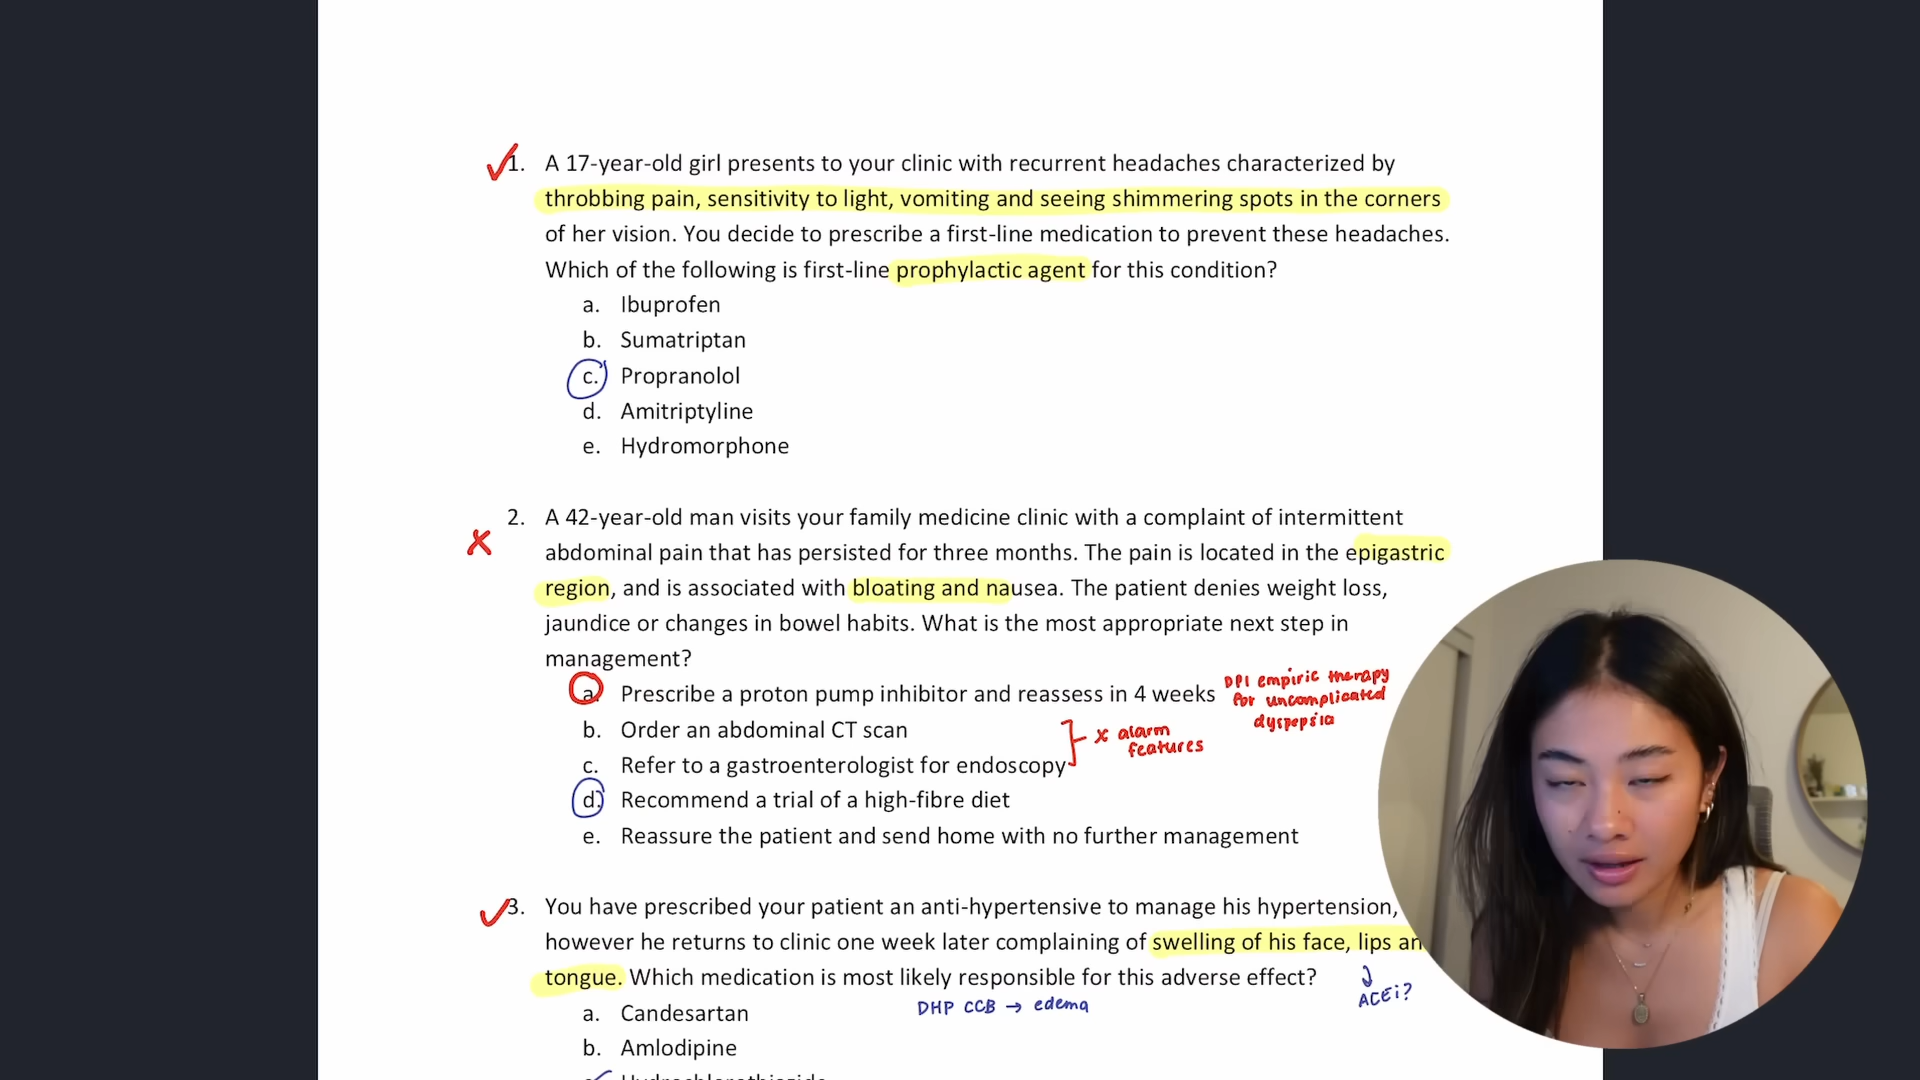 1. A 17-year-old girl presents to your clinic with recurrent headaches characterized by
throbbing pain, sensitivity to light, vomiting and seeing shimmering spots in the corners
of her vision. You decide to prescribe a first-line medication to prevent these headaches.
Which of the following is first-line prophylactic agent for this condition?
a. Ibuprofen
b. Sumatriptan
c. Propranolol
d. Amitriptyline
e. Hydromorphone
2. A 42-year-old man visits your family medicine clinic with a complaint of intermittent
abdominal pain that has persisted for three months. The pain is located in the epigastric
region, and is associated with bloating and nausea. The patient denies weight loss,
jaundice or changes in bowel habits. What is the most appropriate next step in
management?
a. Prescribe a proton pump inhibitor and reassess in 4 weeks
DPI empiric therapy
for uncomplicated
dyspepsia
b. Order an abdominal CT scan
x alarm
features
c. Refer to a gastroenterologist for endoscopy
d. Recommend a trial of a high-fibre diet
e. Reassure the patient and send home with no further management
3. You have prescribed your patient an anti-hypertensive to manage his hypertension,
however he returns to clinic one week later complaining of swelling of his face, lips an
tongue. Which medication is most likely responsible for this adverse effect?
ACEi?
DHP CCB → edema
a. Candesartan
b. Amlodipine
Hydrochlorothiazide